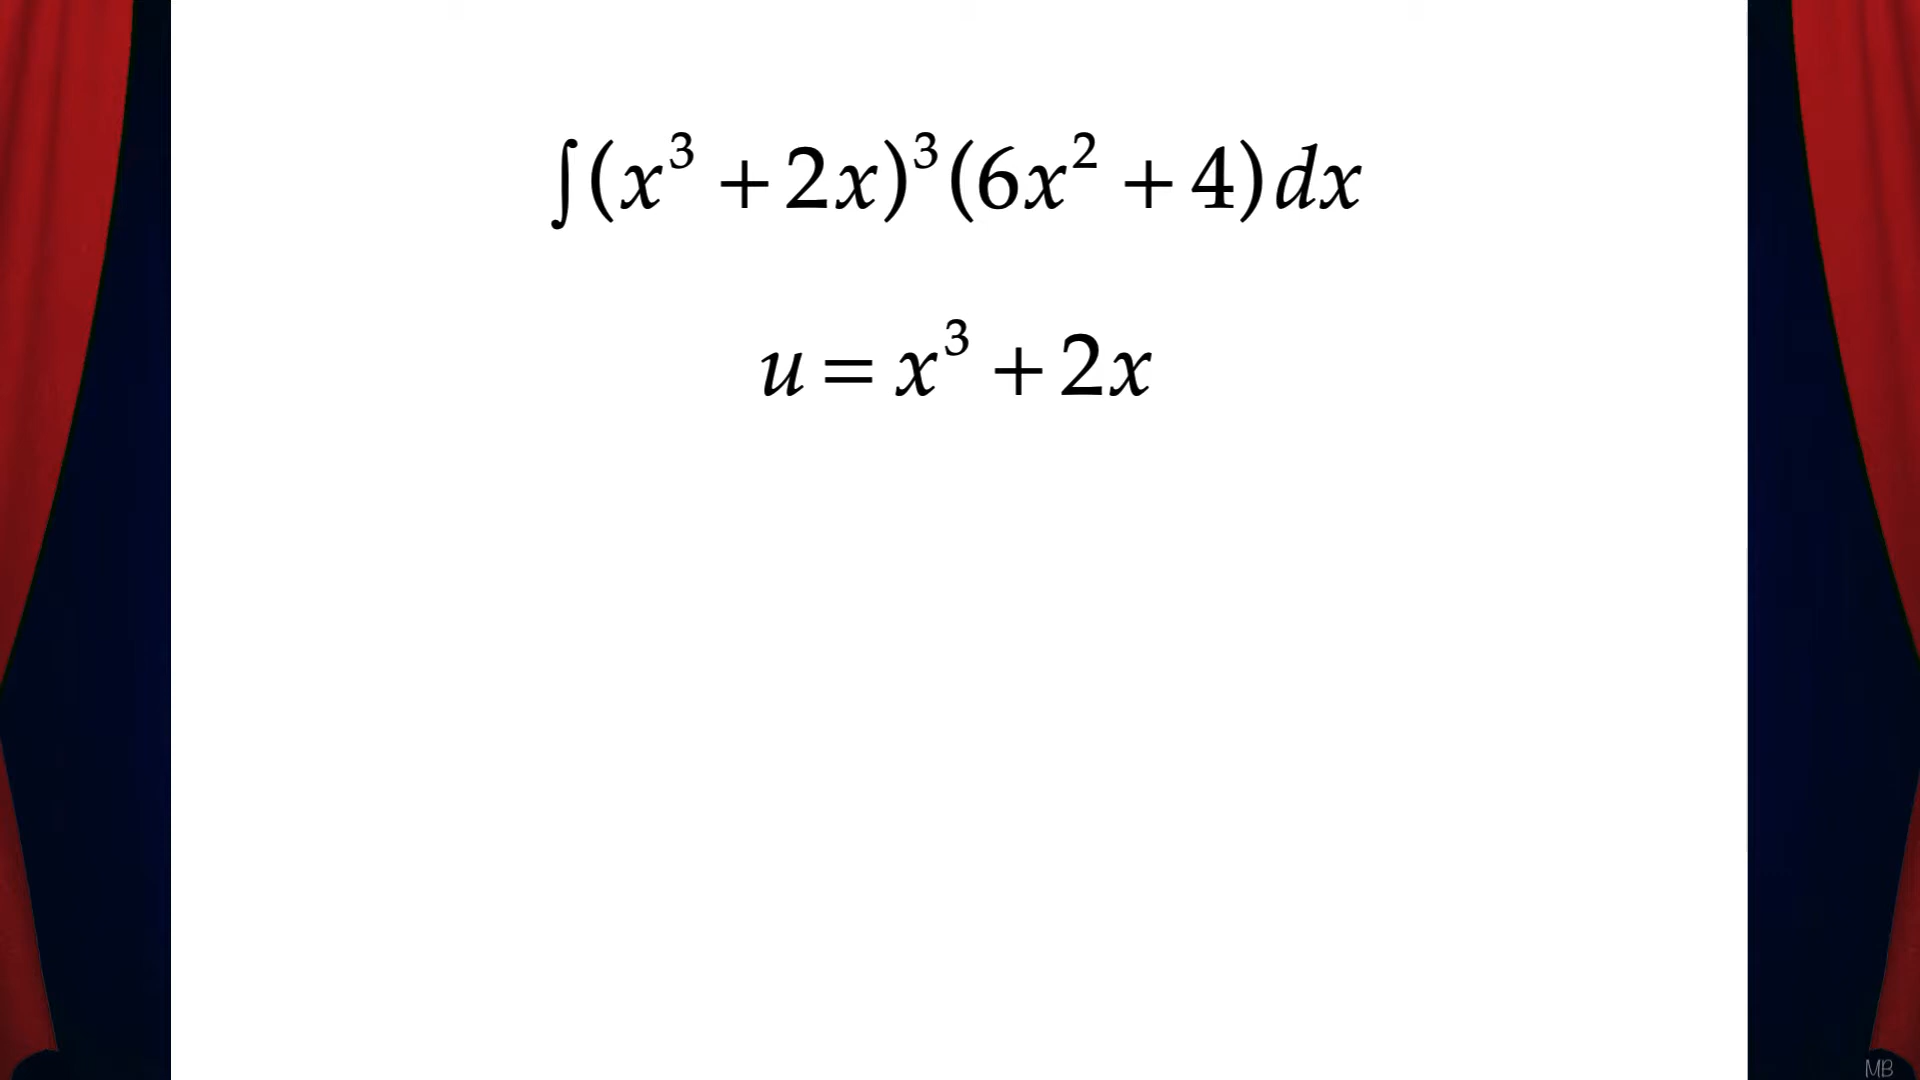 ∫(x³ + 2x)³(6x² + 4)dx
u = x³ + 2x
MB